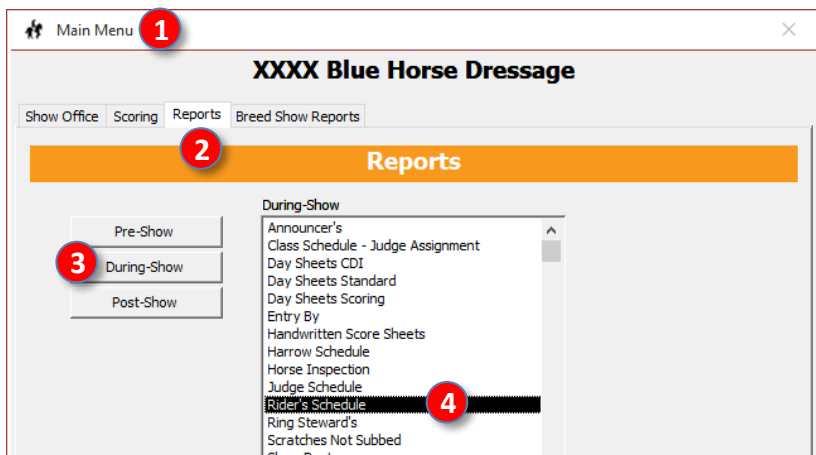 Main Menu 1
XXXX Blue Horse Dressage
Show Office Scoring Reports Breed Show Reports
2
Reports
During-Show
Pre-Show
3 During-Show
Post-Show
Announcer's
Class Schedule - Judge Assignment
Day Sheets CDI
Day Sheets Standard
Day Sheets Scoring
Entry By
Handwritten Score Sheets
Harrow Schedule
Horse Inspection
Judge Schedule
Rider's Schedule 4
Ring Steward's
Scratches Not Subbed